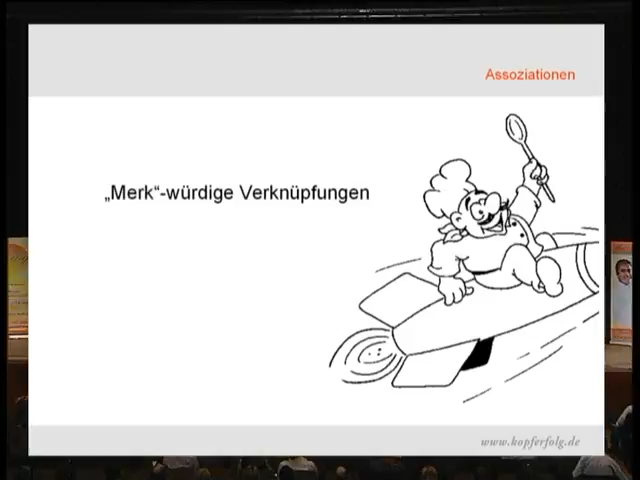 Assoziationen
„Merk“-würdige Verknüpfungen
www.kopferfolg.de